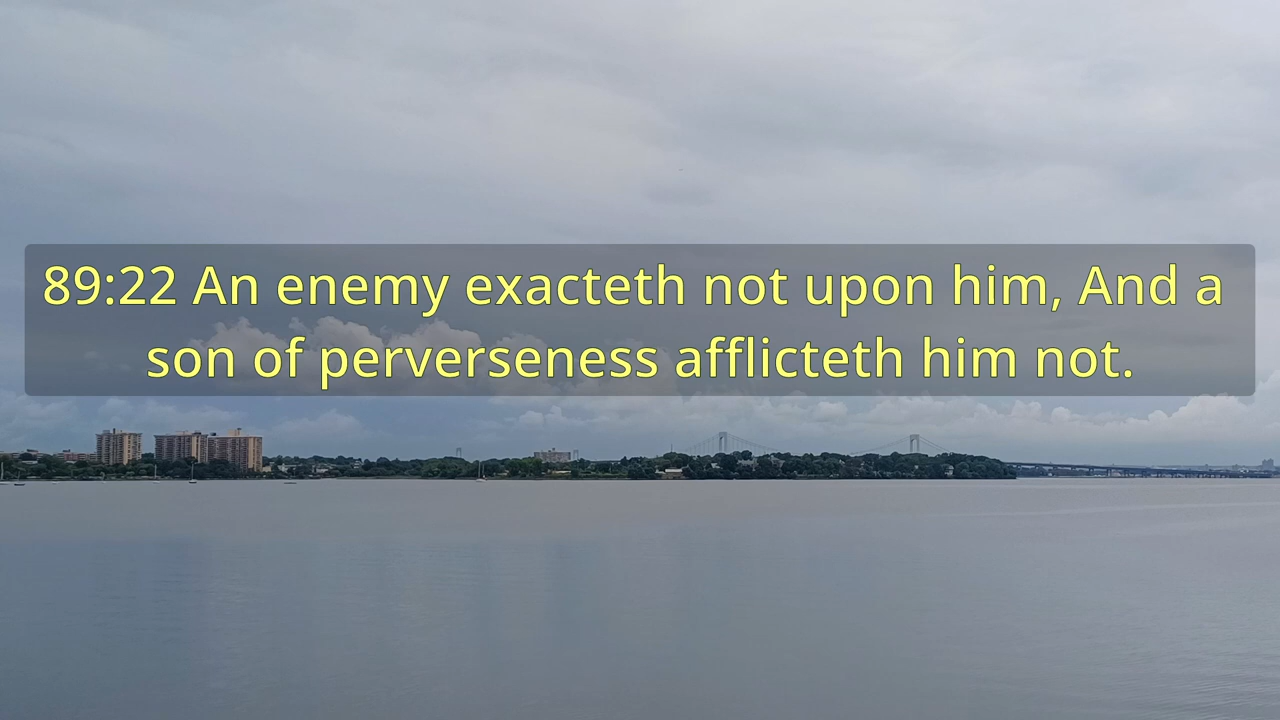 89:22 An enemy exacteth not upon him, And a
son of perverseness afflicteth him not.